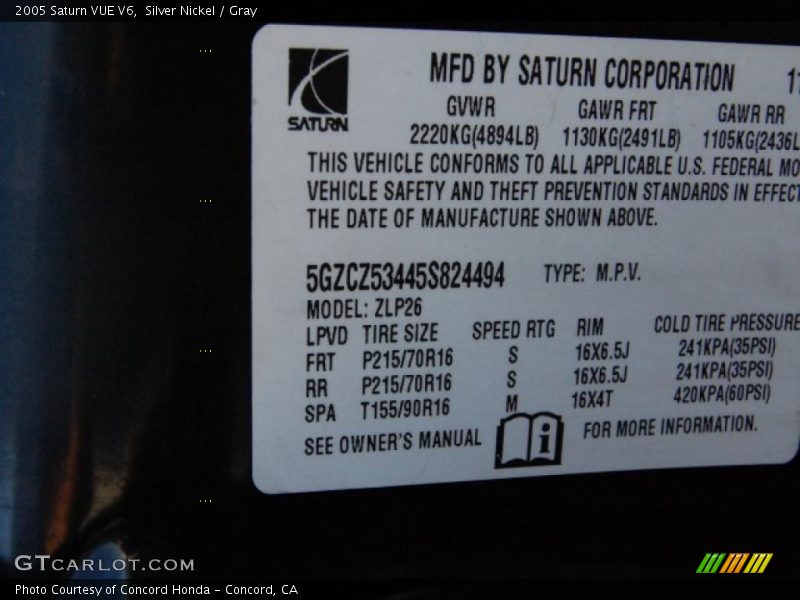 2005 Saturn VUE V6,  Silver Nickel / Gray
MFD BY SATURN CORPORATION
SATURN
GVWR GAWR FRT GAWR RR
2220KG(4894LB) 1130KG(2491LB) 1105KG(2436L
THIS VEHICLE CONFORMS TO ALL APPLICABLE U.S. FEDERAL MO
VEHICLE SAFETY AND THEFT PREVENTION STANDARDS IN EFFECT
THE DATE OF MANUFACTURE SHOWN ABOVE.
5GZCZ53445S824494 TYPE: M.P.V.
MODEL: ZLP26
LPVD TIRE SIZE SPEED RTG RIM COLD TIRE PRESSURE
FRT P215/70R16 S 16X6.5J 241KPA(35PSI)
RR P215/70R16 S 16X6.5J 241KPA(35PSI)
SPA T155/90R16 M 16X4T 420KPA(60PSI)
SEE OWNER'S MANUAL i FOR MORE INFORMATION.
GTCARLOT.COM
Photo Courtesy of Concord Honda - Concord, CA